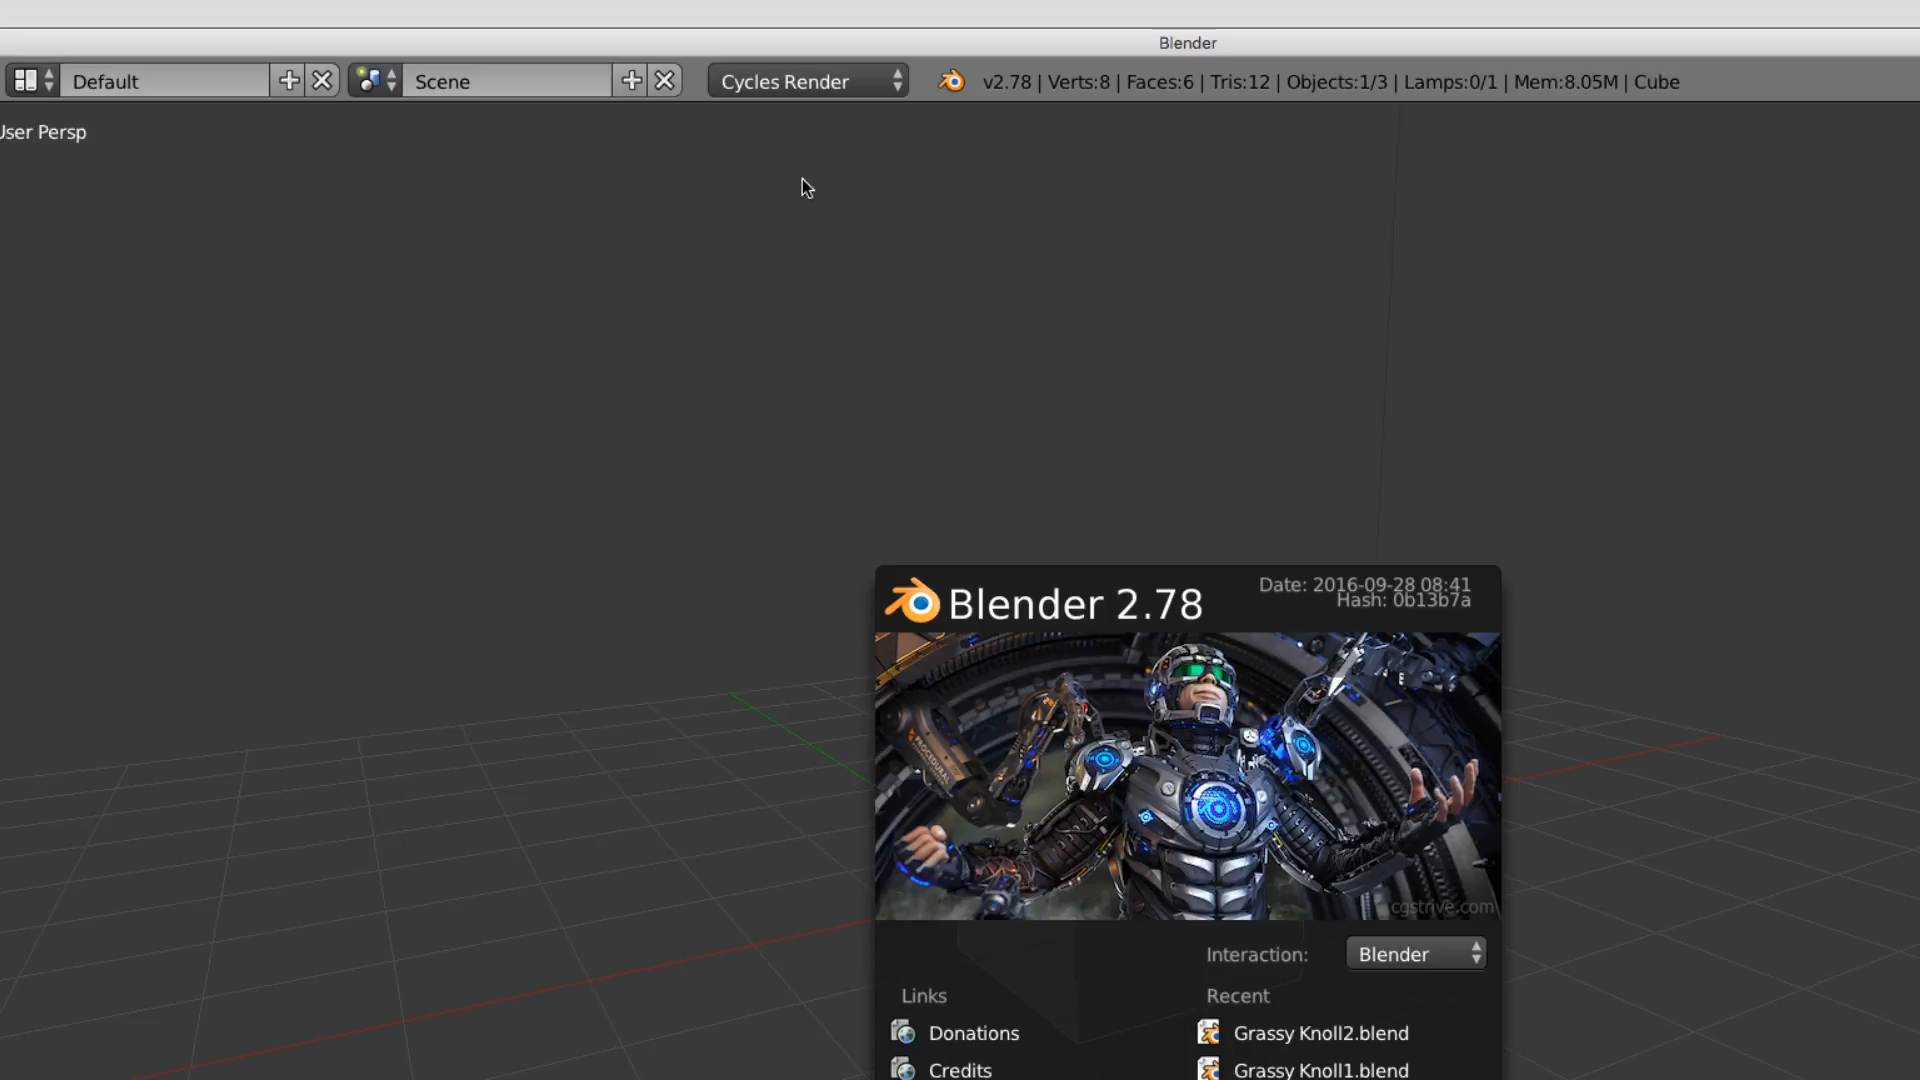 Blender
Default
Scene
Cycles Render
v2.78 | Verts:8 | Faces:6 | Tris:12 | Objects:1/3 | Lamps:0/1 | Mem:8.05M | Cube
User Persp
Blender 2.78
Date: 2016-09-28 08:41
Hash: 0b13b7a
PROCEDURAL
cgstrive.com
Interaction:
Blender
Links
Recent
Donations
Grassy Knoll2.blend
Credits
Grassy Knoll1.blend